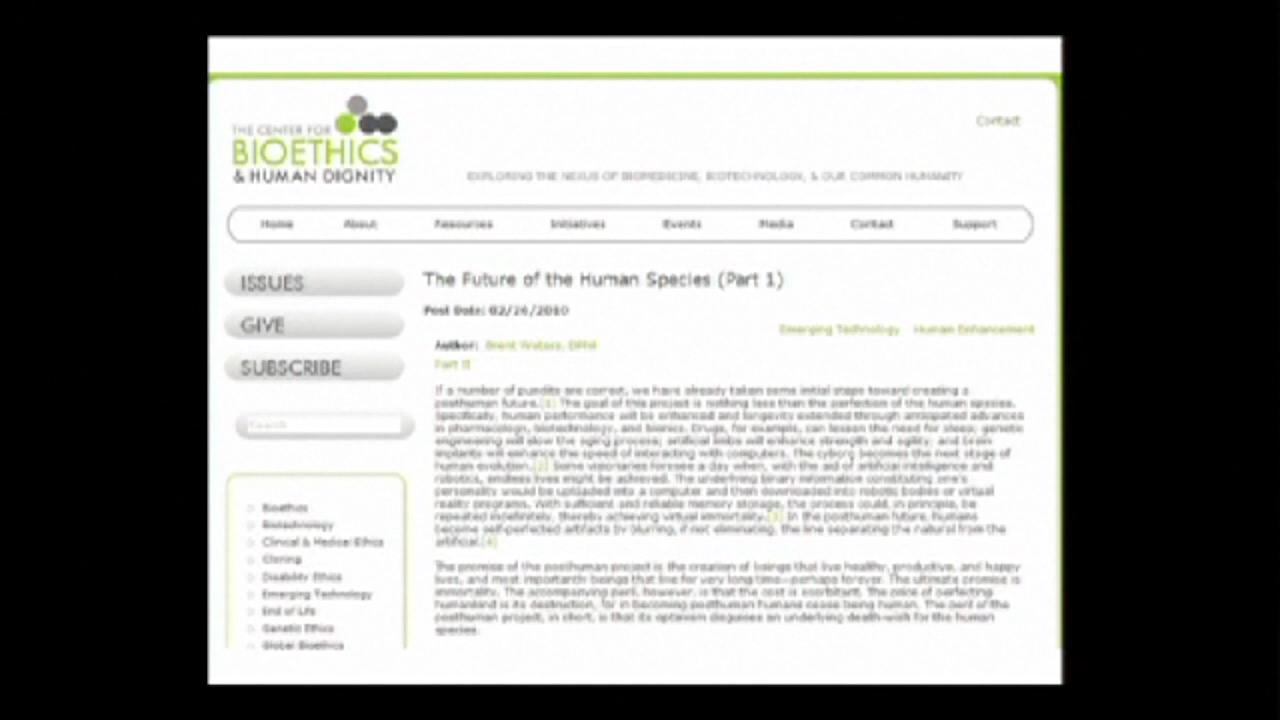 THE CENTER FOR
BIOETHICS
& HUMAN DIGNITY
Contact
EXPLORING THE NEXUS OF BIOMEDICINE, BIOTECHNOLOGY, & OUR COMMON HUMANITY
Home About Resources Initiatives Events Media Contact Support
ISSUES
GIVE
SUBSCRIBE
Search
Bioethics
Biotechnology
Clinical & Medical Ethics
Cloning
Disability Ethics
Emerging Technology
End of Life
Genetic Ethics
Global Bioethics
The Future of the Human Species (Part 1)
Post Date: 02/26/2010
Emerging Technology Human Enhancement
Author: Brent Waters, DPhil
Part II
If a number of pundits are correct, we have already taken some initial steps toward creating a
posthuman future.[1] The goal of this project is nothing less than the perfection of the human species.
Specifically, human performance will be enhanced and longevity extended through anticipated advances
in pharmacology, biotechnology, and bionics. Drugs, for example, can lessen the need for sleep; genetic
engineering will slow the aging process; artificial limbs will enhance strength and agility; and brain
implants will enhance the speed of interacting with computers. The cyborg becomes the next stage of
human evolution.[2] Some visionaries foresee a day when, with the aid of artificial intelligence and
robotics, endless lives might be achieved. The underlying binary information constituting one's
personality would be uploaded into a computer and then downloaded into robotic bodies or virtual
reality programs. With sufficient and reliable memory storage, the process could, in principle, be
repeated indefinitely, thereby achieving virtual immortality.[3] In the posthuman future, humans
become self-perfected artifacts by blurring, if not eliminating, the line separating the natural from the
artificial.[4]
The promise of the posthuman project is the creation of beings that live healthy, productive, and happy
lives, and most importantly beings that live for very long time—perhaps forever. The ultimate promise is
immortality. The accompanying peril, however, is that the cost is exorbitant. The price of perfecting
humankind is its destruction, for in becoming posthuman humans cease being human. The peril of the
posthuman project, in short, is that its optimism disguises an underlying death-wish for the human
species.